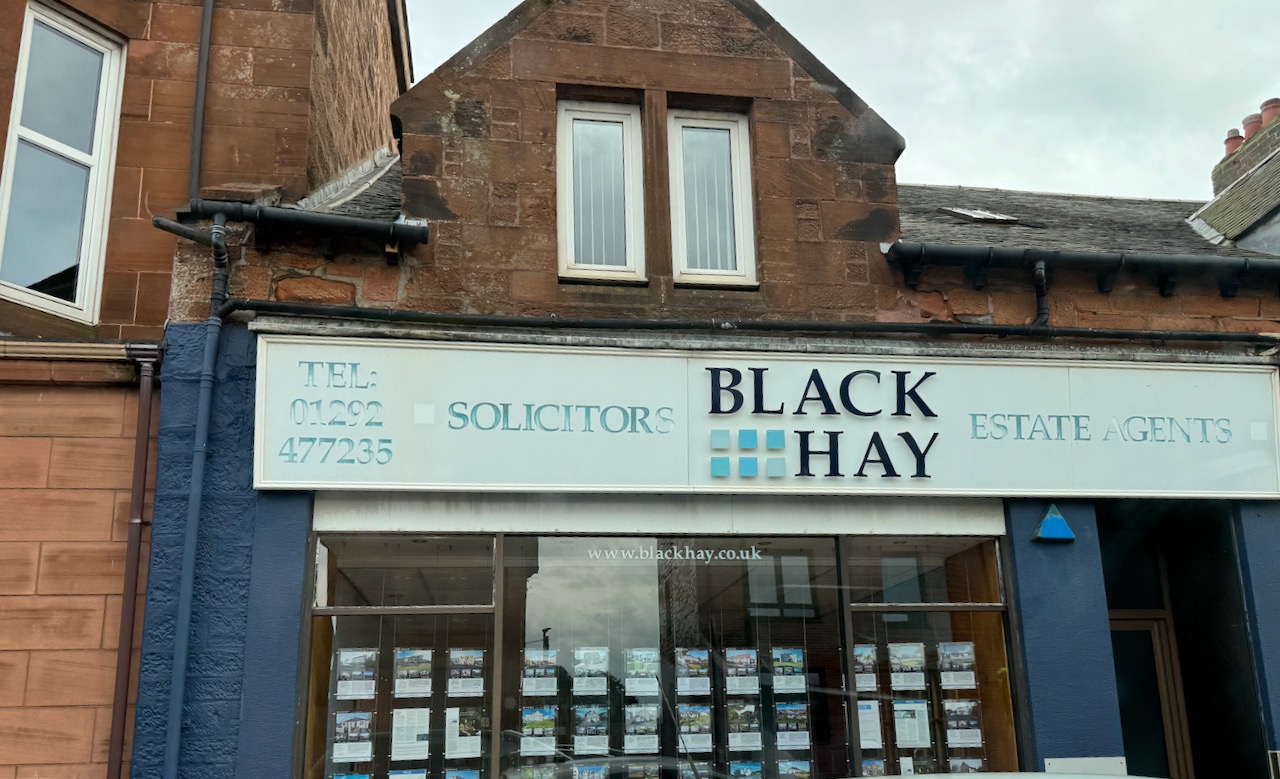 TEL:
01292
477235
SOLICITORS
BLACK
HAY
ESTATE AGENTS
www.blackhay.co.uk